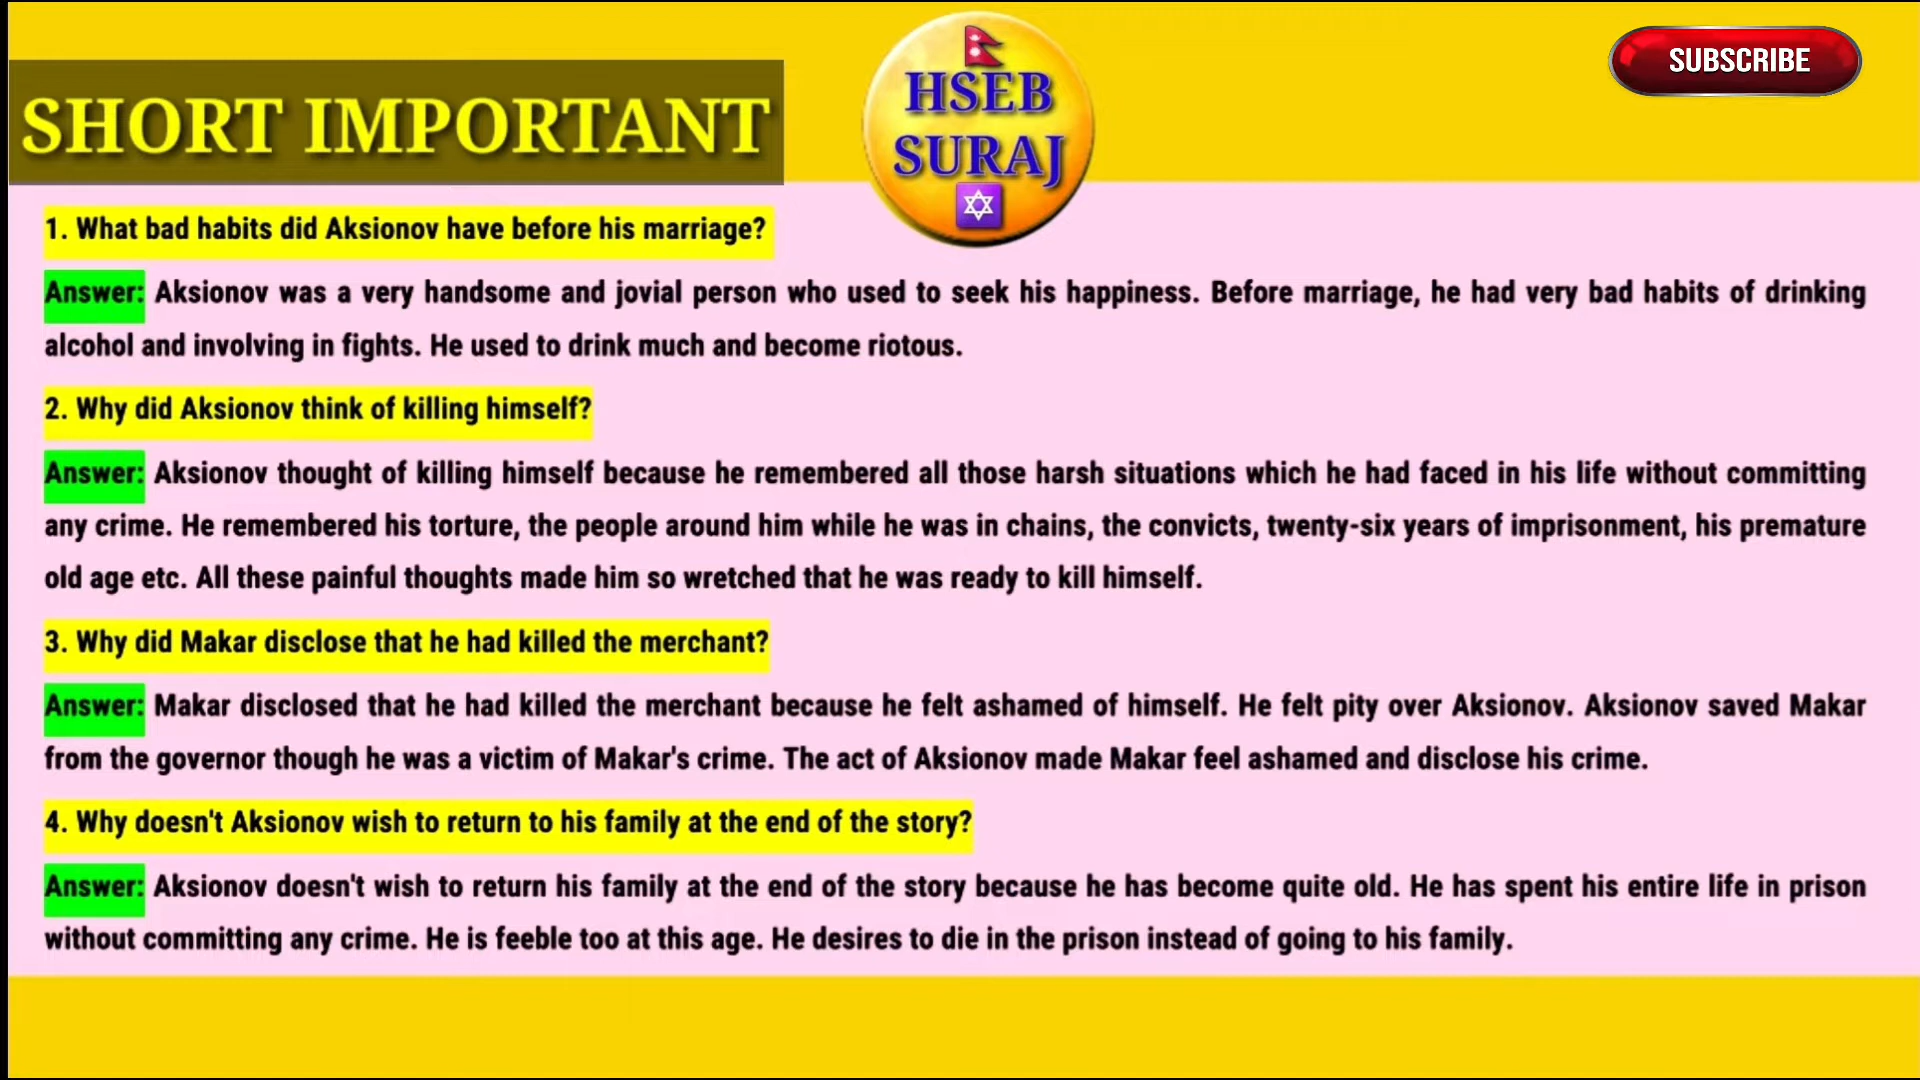 SHORT IMPORTANT
HSEB
SURAJ
SUBSCRIBE
1. What bad habits did Aksionov have before his marriage?
Answer: Aksionov was a very handsome and jovial person who used to seek his happiness. Before marriage, he had very bad habits of drinking
alcohol and involving in fights. He used to drink much and become riotous.
2. Why did Aksionov think of killing himself?
Answer: Aksionov thought of killing himself because he remembered all those harsh situations which he had faced in his life without committing
any crime. He remembered his torture, the people around him while he was in chains, the convicts, twenty-six years of imprisonment, his premature
old age etc. All these painful thoughts made him so wretched that he was ready to kill himself.
3. Why did Makar disclose that he had killed the merchant?
Answer: Makar disclosed that he had killed the merchant because he felt ashamed of himself. He felt pity over Aksionov. Aksionov saved Makar
from the governor though he was a victim of Makar's crime. The act of Aksionov made Makar feel ashamed and disclose his crime.
4. Why doesn't Aksionov wish to return to his family at the end of the story?
Answer: Aksionov doesn't wish to return his family at the end of the story because he has become quite old. He has spent his entire life in prison
without committing any crime. He is feeble too at this age. He desires to die in the prison instead of going to his family.